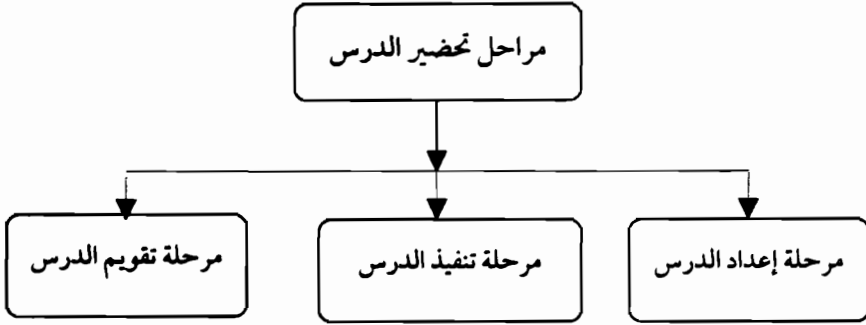 مراحل تحضير الدرس
مرحلة إعداد الدرس
مرحلة تنفيذ الدرس
مرحلة تقويم الدرس